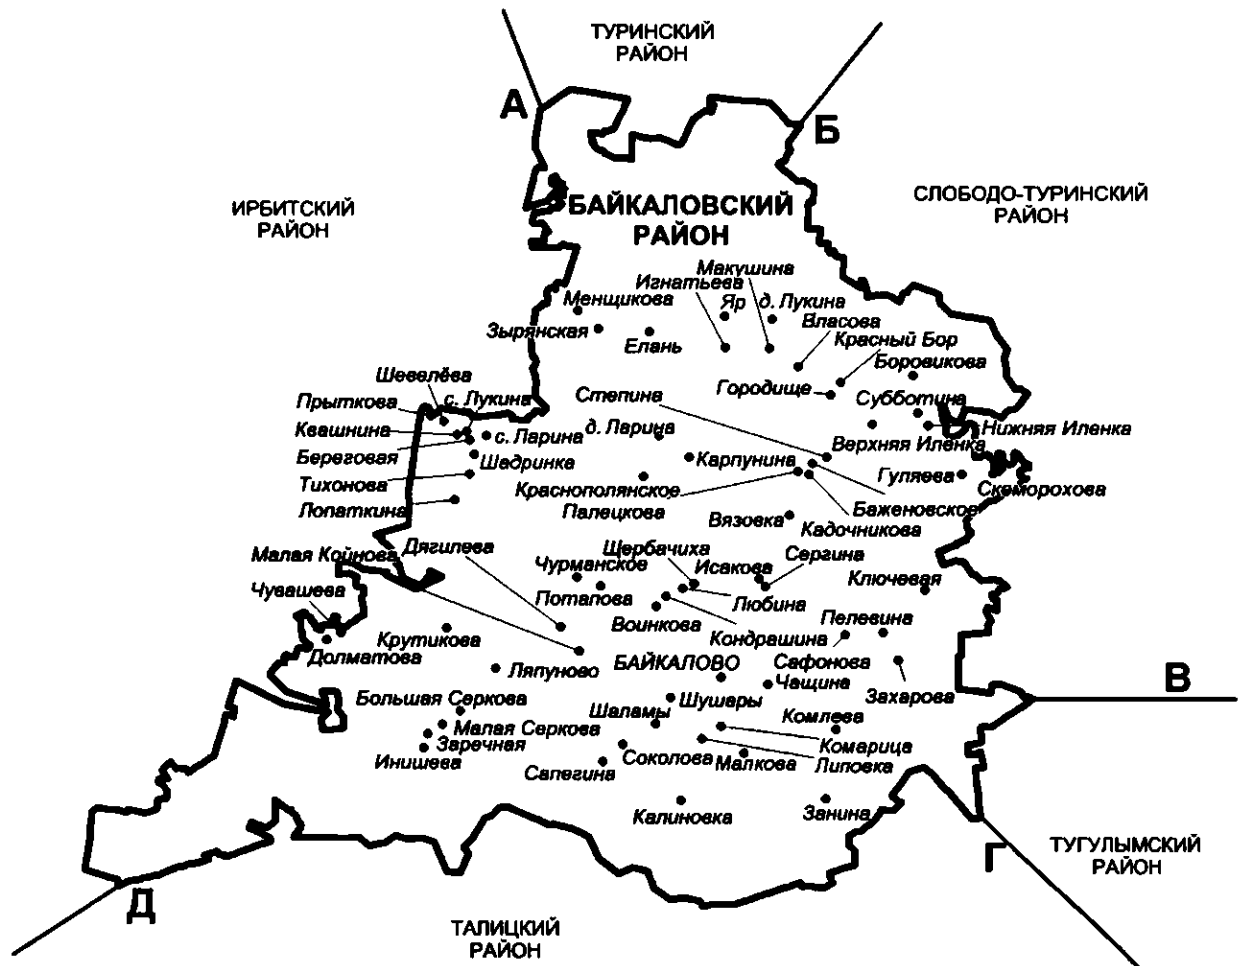 ТУРИНСКИЙ
РАЙОН
А
Б
ИРБИТСКИЙ
РАЙОН
БАЙКАЛОВСКИЙ
РАЙОН
СЛОБОДО-ТУРИНСКИЙ
РАЙОН
Макушина
Игнатьева
Менщикова
Яр
д. Лукина
Власова
Зырянская
Елань
Красный Бор
Боровикова
Шевелёва
Городище
Степина
Субботина
Прыткова
с. Лукина
Квашнина
с. Ларина
д. Ларина
Нижняя Иленка
Верхняя Иленка
Береговая
Шадринка
Карпунина
Гуляева
Скоморохова
Тихонова
Краснополянское
Лопаткина
Палецкова
Баженовское
Вязовка
Кадочникова
Малая Койнова
Дягилева
Щербачиха
Сергина
Чурманское
Исакова
Ключевая
Чувашева
Потапова
Любина
Воинкова
Пелевина
Крутикова
Кондрашина
Долматова
Ляпуново
БАЙКАЛОВО
Сафонова
Чащина
Захарова
В
Большая Серкова
Шушары
Шаламы
Комлева
Малая Серкова
Заречная
Комарица
Инишева
Сапегина
Соколова
Малкова
Липовка
Калиновка
Занина
Г
ТУГУЛЫМСКИЙ
РАЙОН
Д
ТАЛИЦКИЙ
РАЙОН